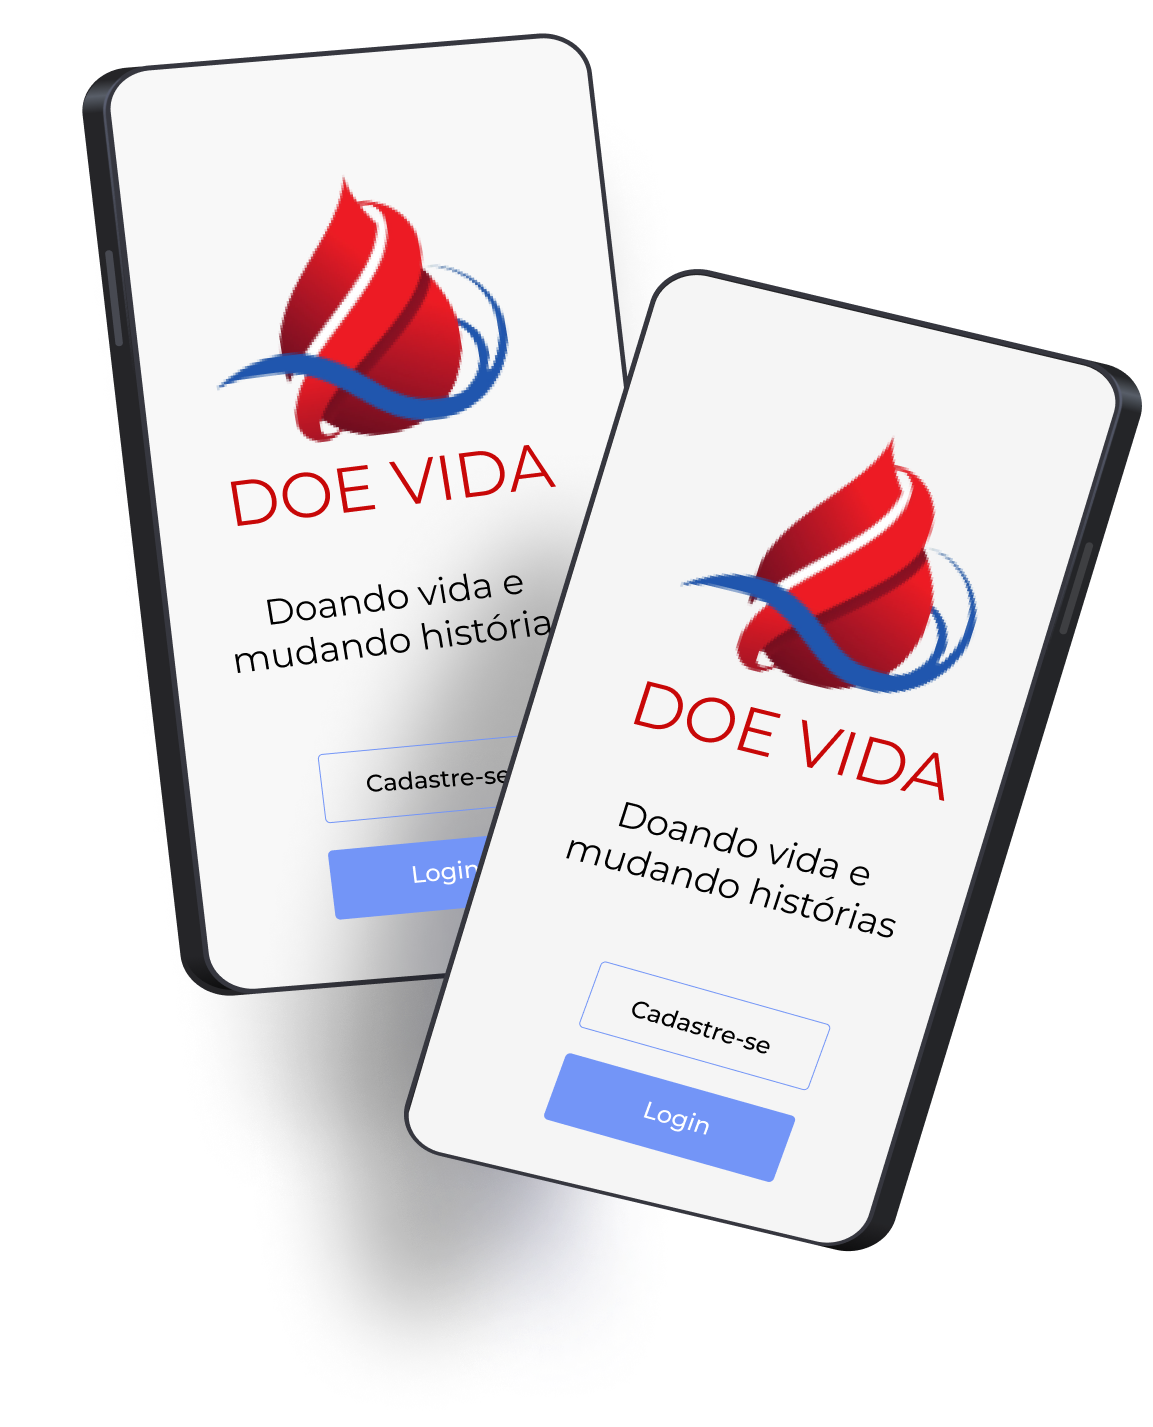 DOE VIDA
Doando vida e
mudando história
Cadastre-se
Login
DOE VIDA
Doando vida e
mudando histórias
Cadastre-se
Login